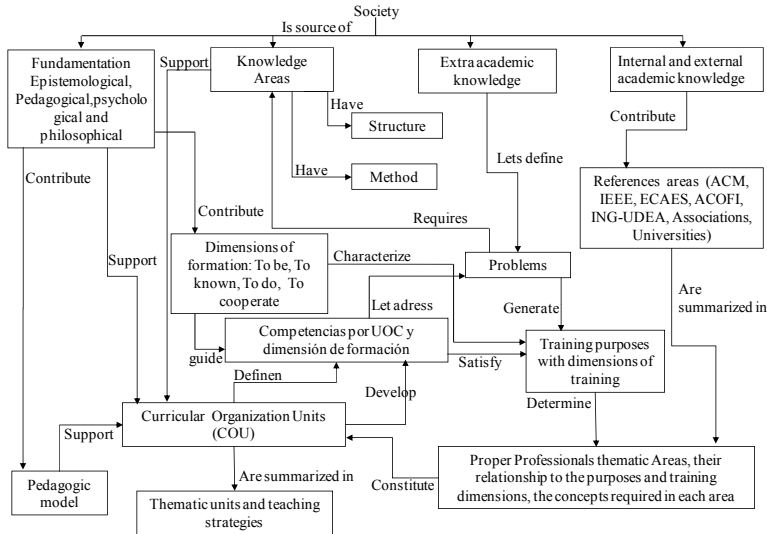 Society
Is source of
Fundamentation
Epistemological,
Pedagogical,psycholo
gical and
philosophical
Support
Knowledge
Areas
Extra academic
knowledge
Internal and external
academic knowledge
Have
Structure
Contribute
Have
Method
Lets define
Contribute
Contribute
References areas (ACM,
IEEE, ECAES, ACOFI,
ING-UDEA, Associations,
Universities)
Requires
Support
Dimensions of
formation: To be, To
known, To do, To
cooperate
Characterize
Problems
Let adress
Generate
Are
summarized in
guide
Competencias por UOC y
dimensión de formación
Satisfy
Training purposes
with dimensions of
training
Definen
Develop
Determine
Support
Curricular Organization Units
(COU)
Pedagogic
model
Are summarized in
Constitute
Proper Professionals thematic Areas, their
relationship to the purposes and training
dimensions, the concepts required in each area
Thematic units and teaching
strategies